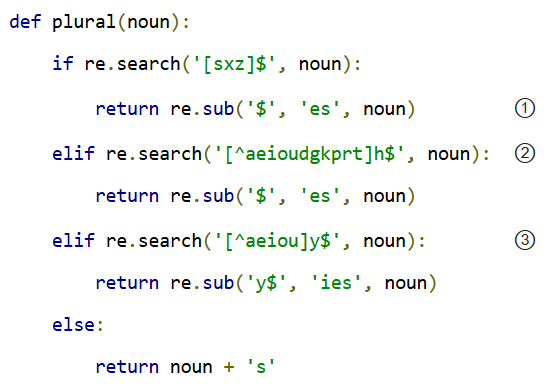 def plural(noun):
    if re.search('[sxz]$', noun):
        return re.sub('$', 'es', noun) ①
    elif re.search('[^aeioudgkprt]h$', noun): ②
        return re.sub('$', 'es', noun)
    elif re.search('[^aeiou]y$', noun): ③
        return re.sub('y$', 'ies', noun)
    else:
        return noun + 's'